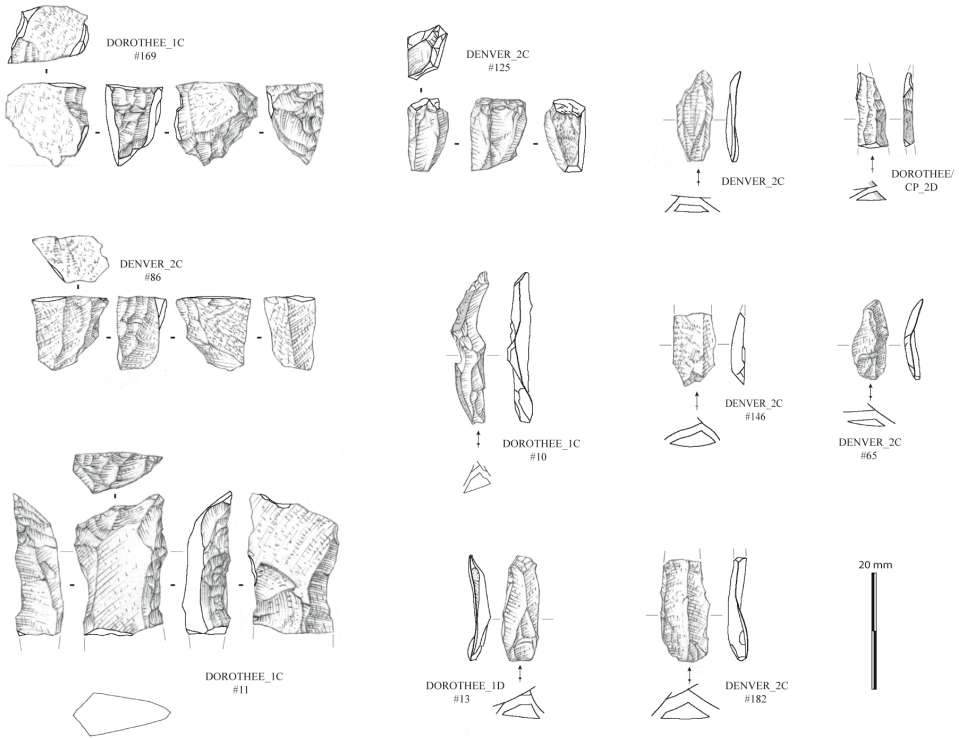 DOROTHEE_1C
#169
DENVER_2C
#125
DENVER_2C
DOROTHEE/
CP_2D
DENVER_2C
#86
DOROTHEE_1C
#10
DENVER_2C
#146
DENVER_2C
#65
DOROTHEE_1C
#11
DOROTHEE_1D
#13
DENVER_2C
#182
20 mm